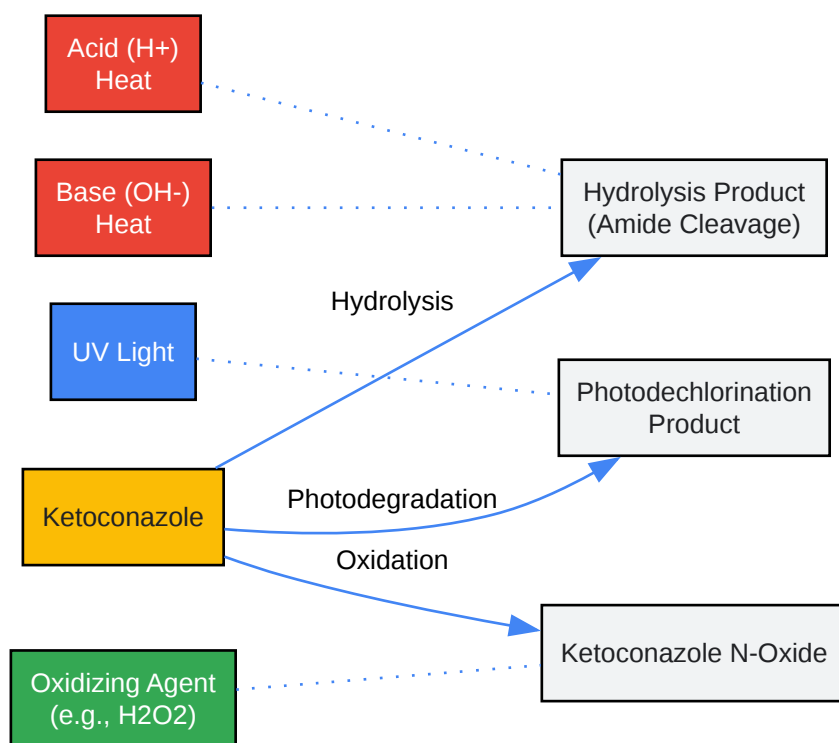 Acid (H+)
Heat
Base (OH-)
Heat
Hydrolysis Product
(Amide Cleavage)
Hydrolysis
UV Light
Photodechlorination
Product
Ketoconazole
Photodegradation
Oxidation
Ketoconazole N-Oxide
Oxidizing Agent
(e.g., H2O2)